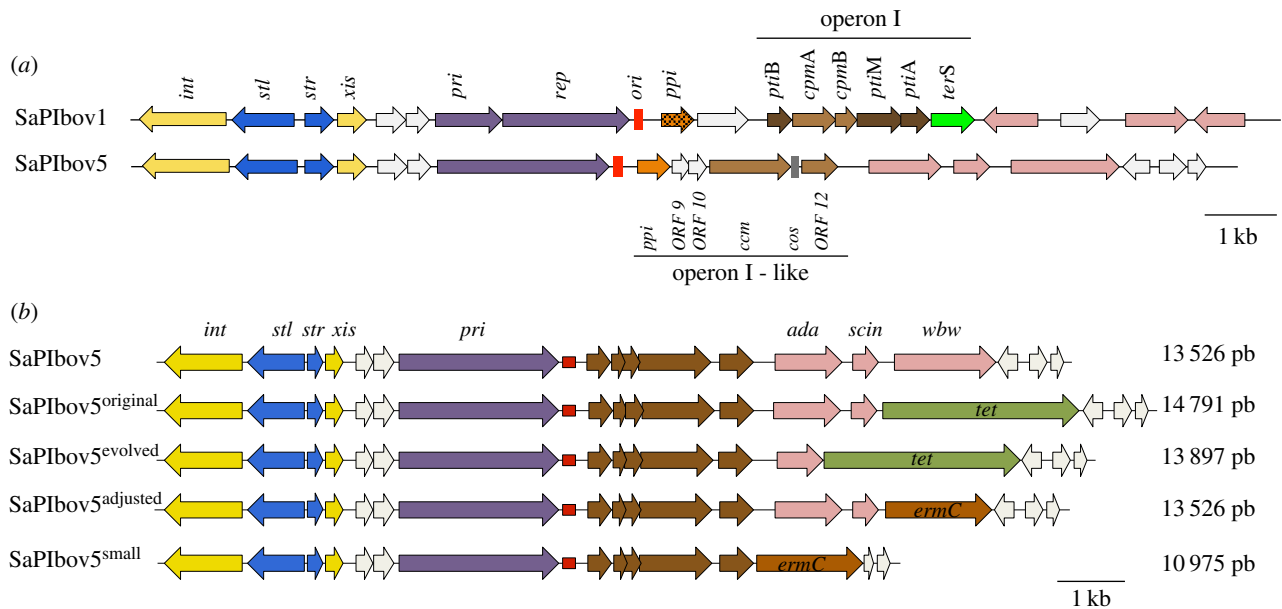 operon I
(a)
int stl str xis pri rep ori ppi ptiB cpmA cpmB ptiM ptiA terS
SaPIbov1
SaPIbov5
ppi ORF 9 ORF 10 ccm cos ORF 12
1 kb
operon I - like
(b)
int stl str xis pri ada scin wbw
SaPIbov5 13 526 pb
SaPIbov5original tet 14 791 pb
SaPIbov5evolved tet 13 897 pb
SaPIbov5adjusted ermC 13 526 pb
SaPIbov5small ermC 10 975 pb
1 kb